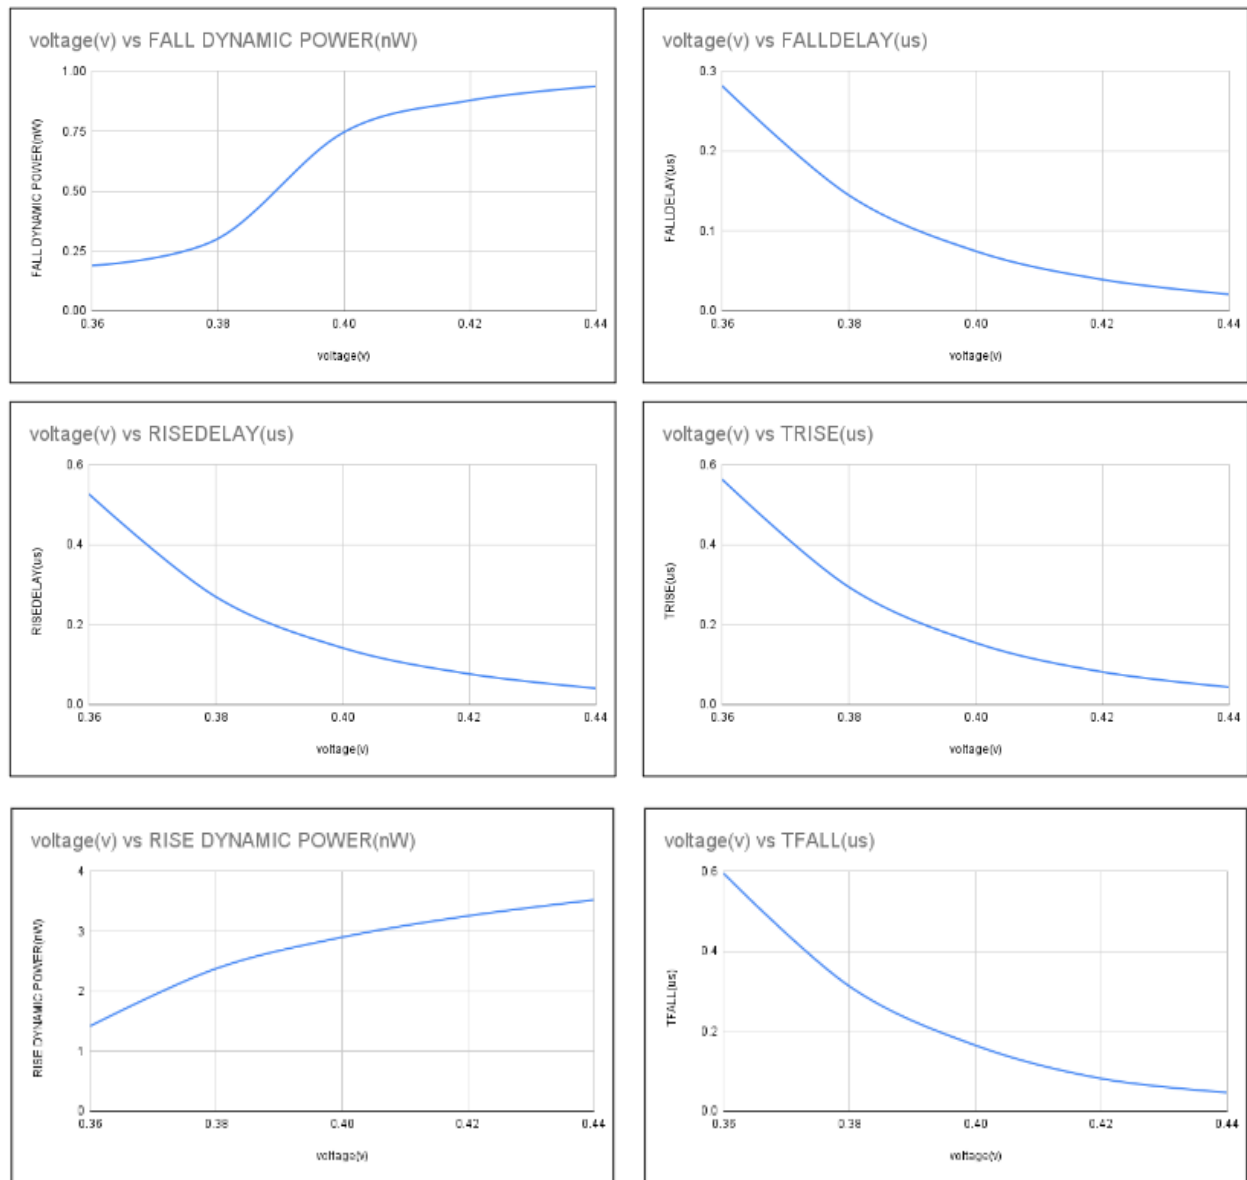 voltage(v) vs FALL DYNAMIC POWER(nW)
FALL DYNAMIC POWER(nW)
1.00
0.75
0.50
0.25
0.00
0.36 0.38 0.40 0.42 0.44
voltage(v)
voltage(v) vs FALLDELAY(us)
FALLDELAY(us)
0.3
0.2
0.1
0.0
0.36 0.38 0.40 0.42 0.44
voltage(v)
voltage(v) vs RISEDELAY(us)
RISEDELAY(us)
0.6
0.4
0.2
0.0
0.36 0.38 0.40 0.42 0.44
voltage(v)
voltage(v) vs TRISE(us)
TRISE(us)
0.6
0.4
0.2
0.0
0.36 0.38 0.40 0.42 0.44
voltage(v)
voltage(v) vs RISE DYNAMIC POWER(nW)
RISE DYNAMIC POWER(nW)
4
3
2
1
0
0.36 0.38 0.40 0.42 0.44
voltage(v)
voltage(v) vs TFALL(us)
TFALL(us)
0.6
0.4
0.2
0.0
0.36 0.38 0.40 0.42 0.44
voltage(v)